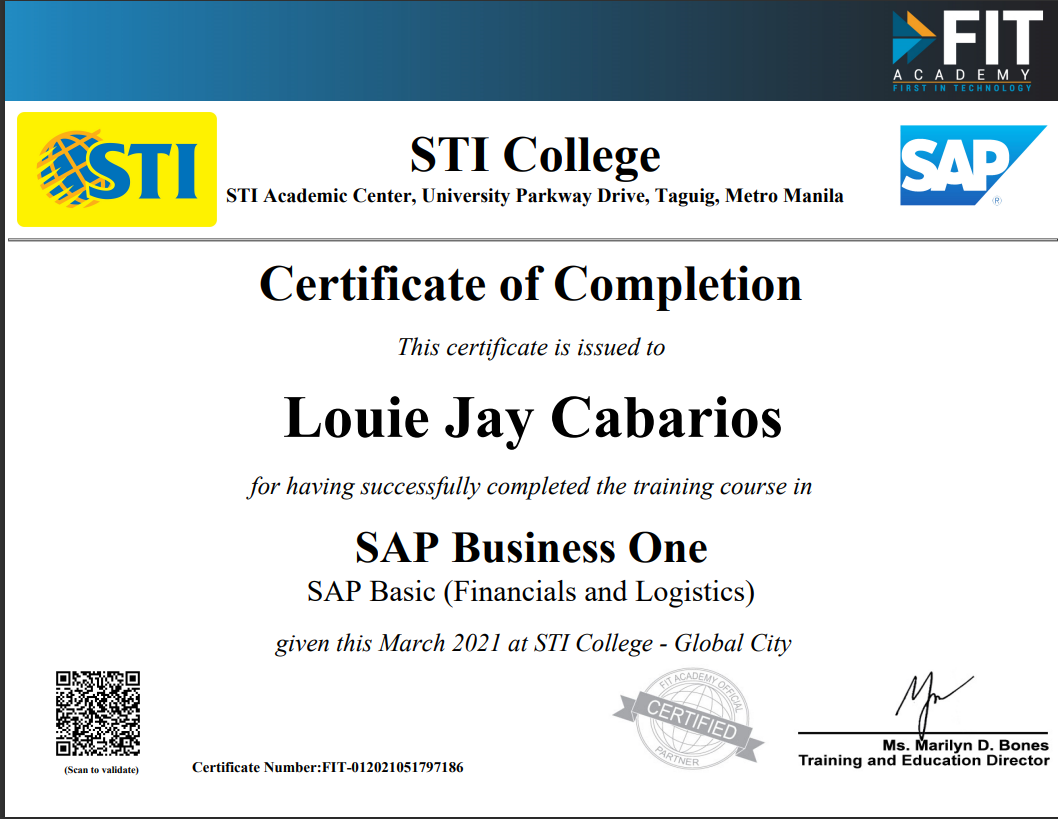 FIT
ACADEMY
FIRST IN TECHNOLOGY
STI
STI College
STI Academic Center, University Parkway Drive, Taguig, Metro Manila
SAP
®
Certificate of Completion
This certificate is issued to
Louie Jay Cabarios
for having successfully completed the training course in
SAP Business One
SAP Basic (Financials and Logistics)
given this March 2021 at STI College - Global City
FIT ACADEMY OFFICIAL
CERTIFIED
PARTNER
Ms. Marilyn D. Bones
Training and Education Director
(Scan to validate)
Certificate Number:FIT-012021051797186